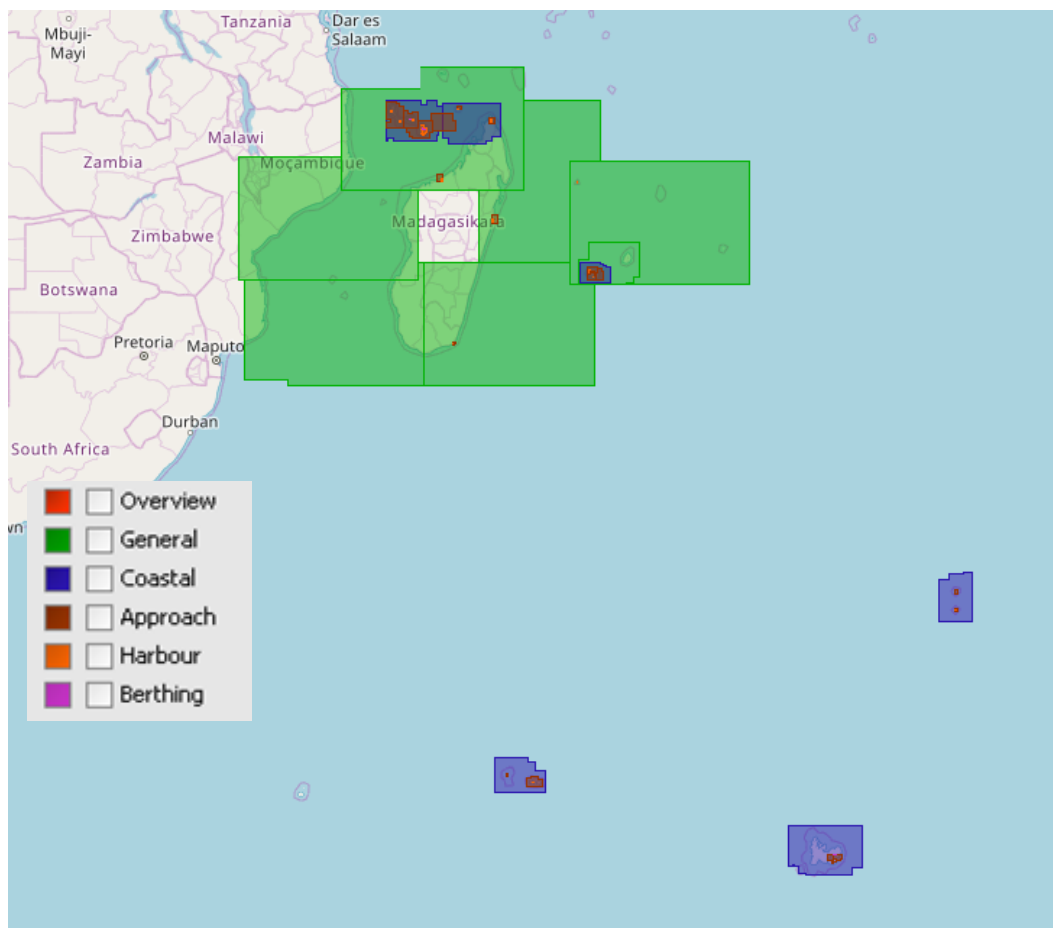 Tanzania
Dar es
Salaam
Mbuji-
Mayi
Malawi
Moçambique
Zambia
Madagasikara
Zimbabwe
Botswana
Pretoria
Maputo
Durban
South Africa
wn
Overview
General
Coastal
Approach
Harbour
Berthing